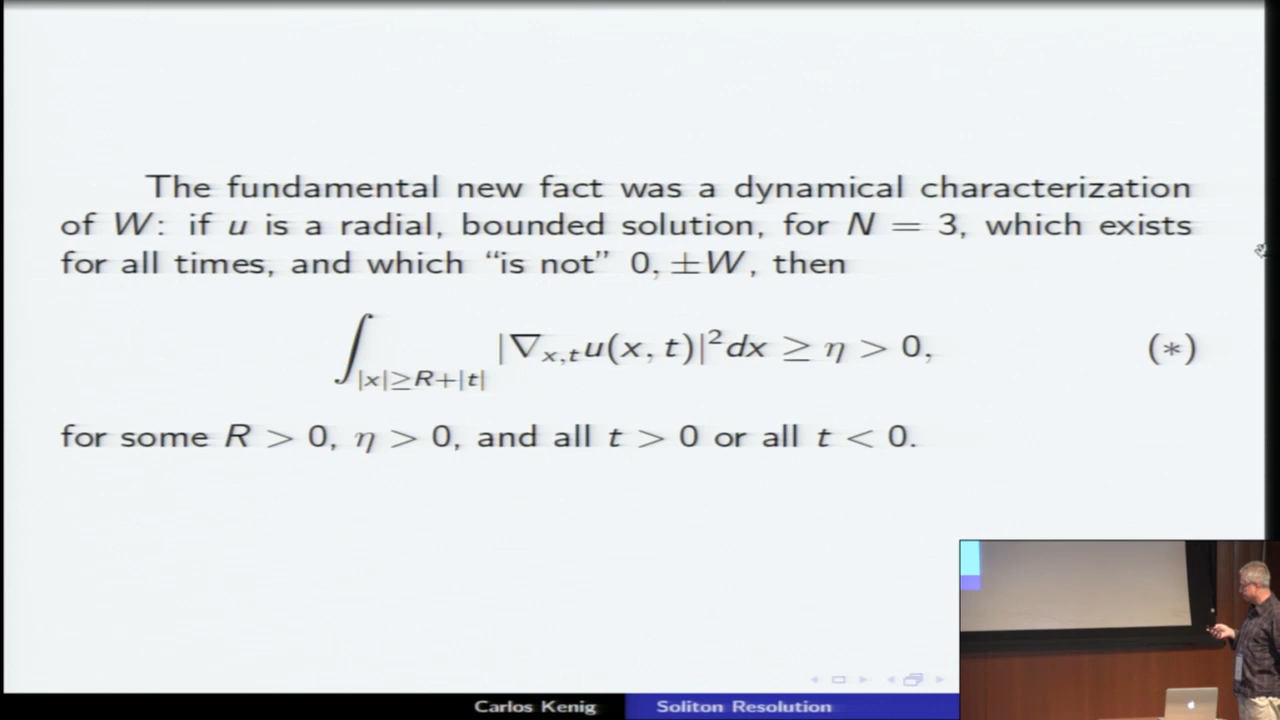 The fundamental new fact was a dynamical characterization
of W: if u is a radial, bounded solution, for N = 3, which exists
for all times, and which “is not” 0, ±W, then
∫_{|x|≥R+|t|} |∇_{x,t}u(x, t)|²dx ≥ η > 0, (∗)
for some R > 0, η > 0, and all t > 0 or all t < 0.
Carlos Kenig Soliton Resolution